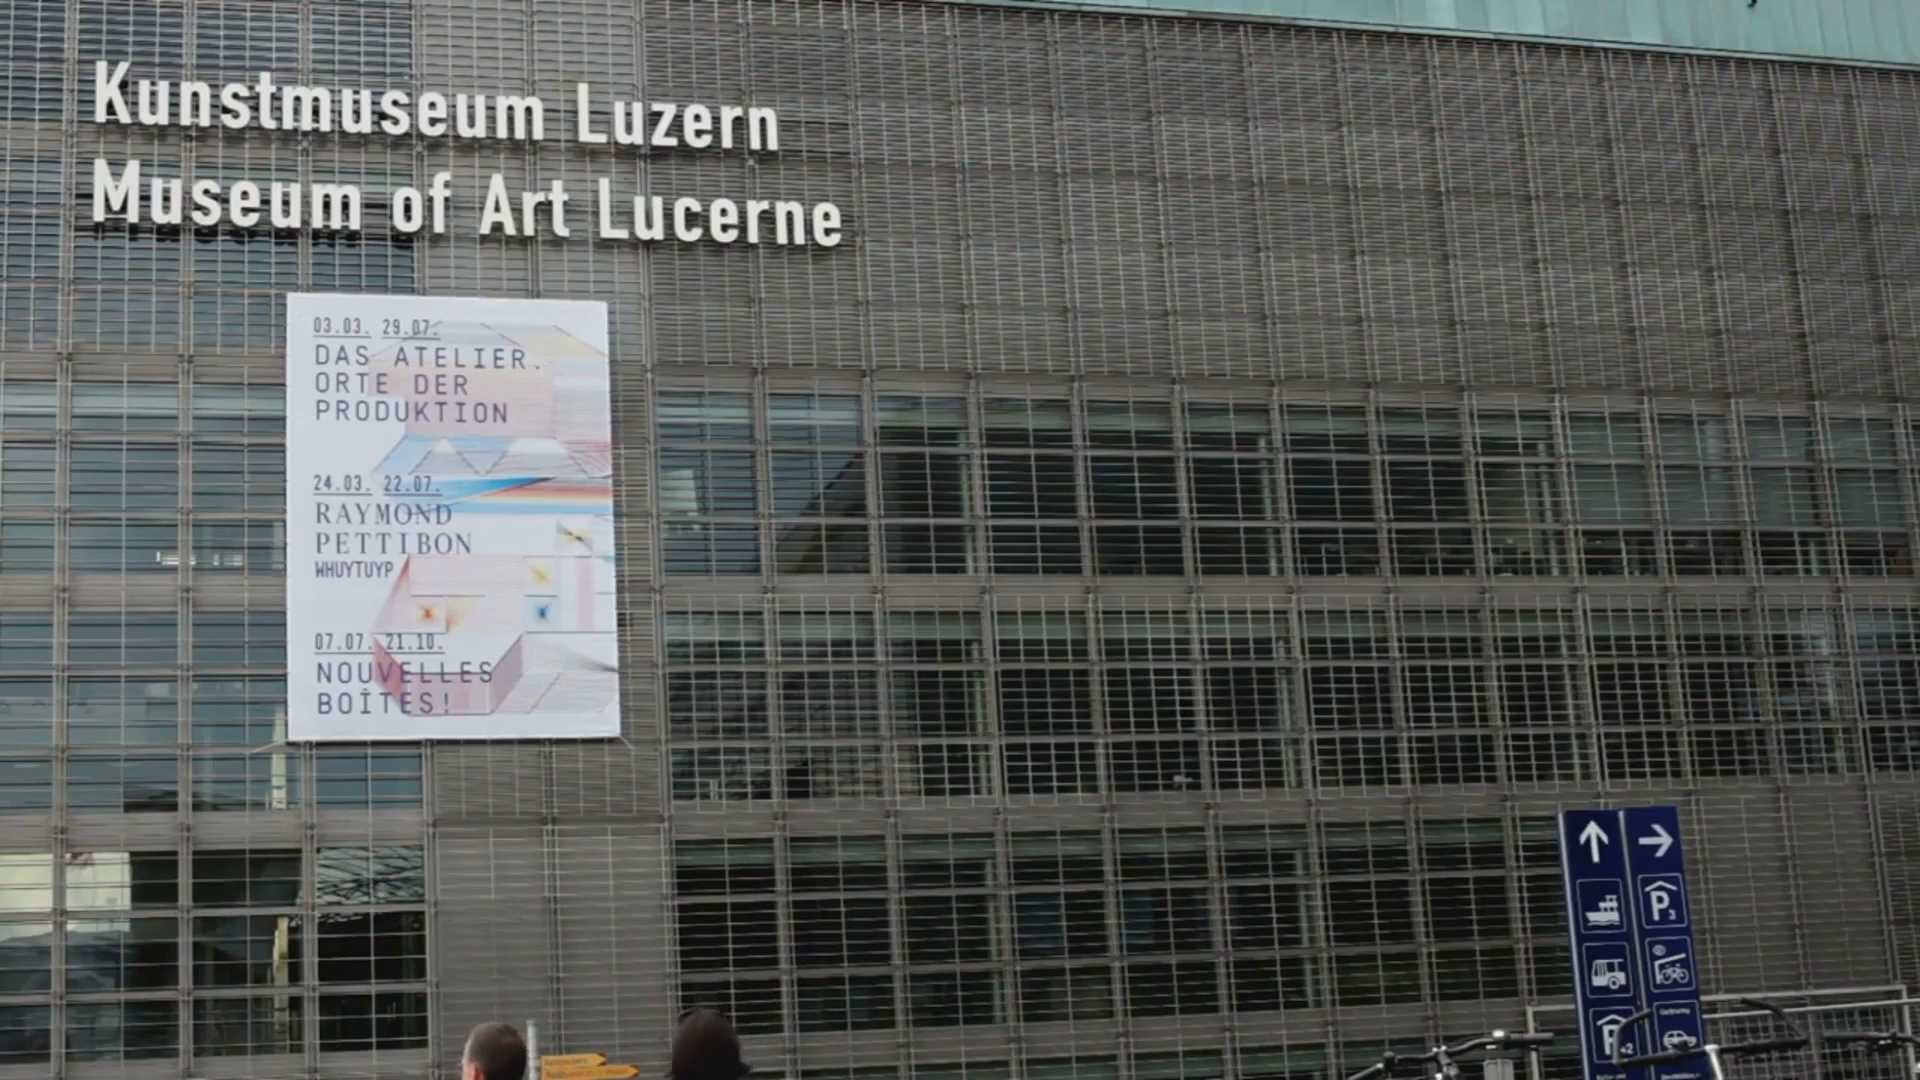 Kunstmuseum Luzern
Museum of Art Lucerne
03.03. 29.07.
DAS ATELIER.
ORTE DER
PRODUKTION
24.03. 22.07.
RAYMOND
PETTIBON
WHUYTUYP
07.07. 21.10.
NOUVELLES
BOÎTES!
P3
P